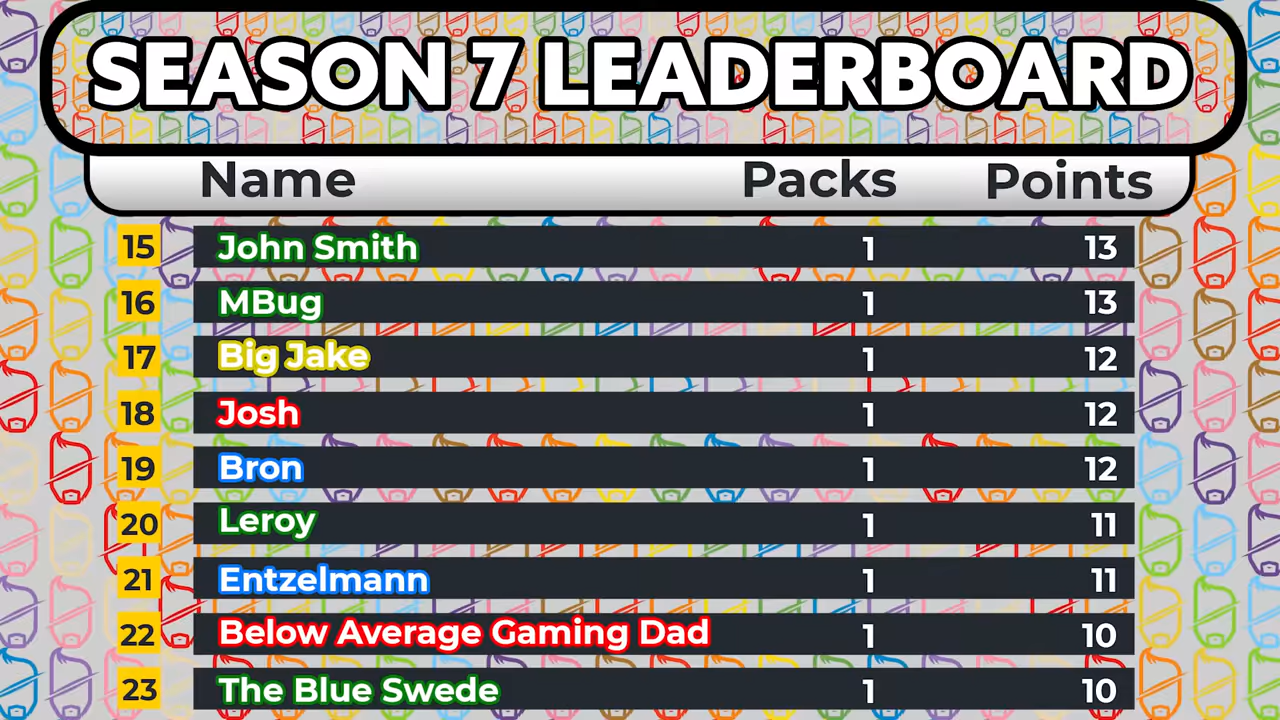 SEASON 7 LEADERBOARD
Name Packs Points
15 John Smith 1 13
16 MBug 1 13
17 Big Jake 1 12
18 Josh 1 12
19 Bron 1 12
20 Leroy 1 11
21 Entzelmann 1 11
22 Below Average Gaming Dad 1 10
23 The Blue Swede 1 10